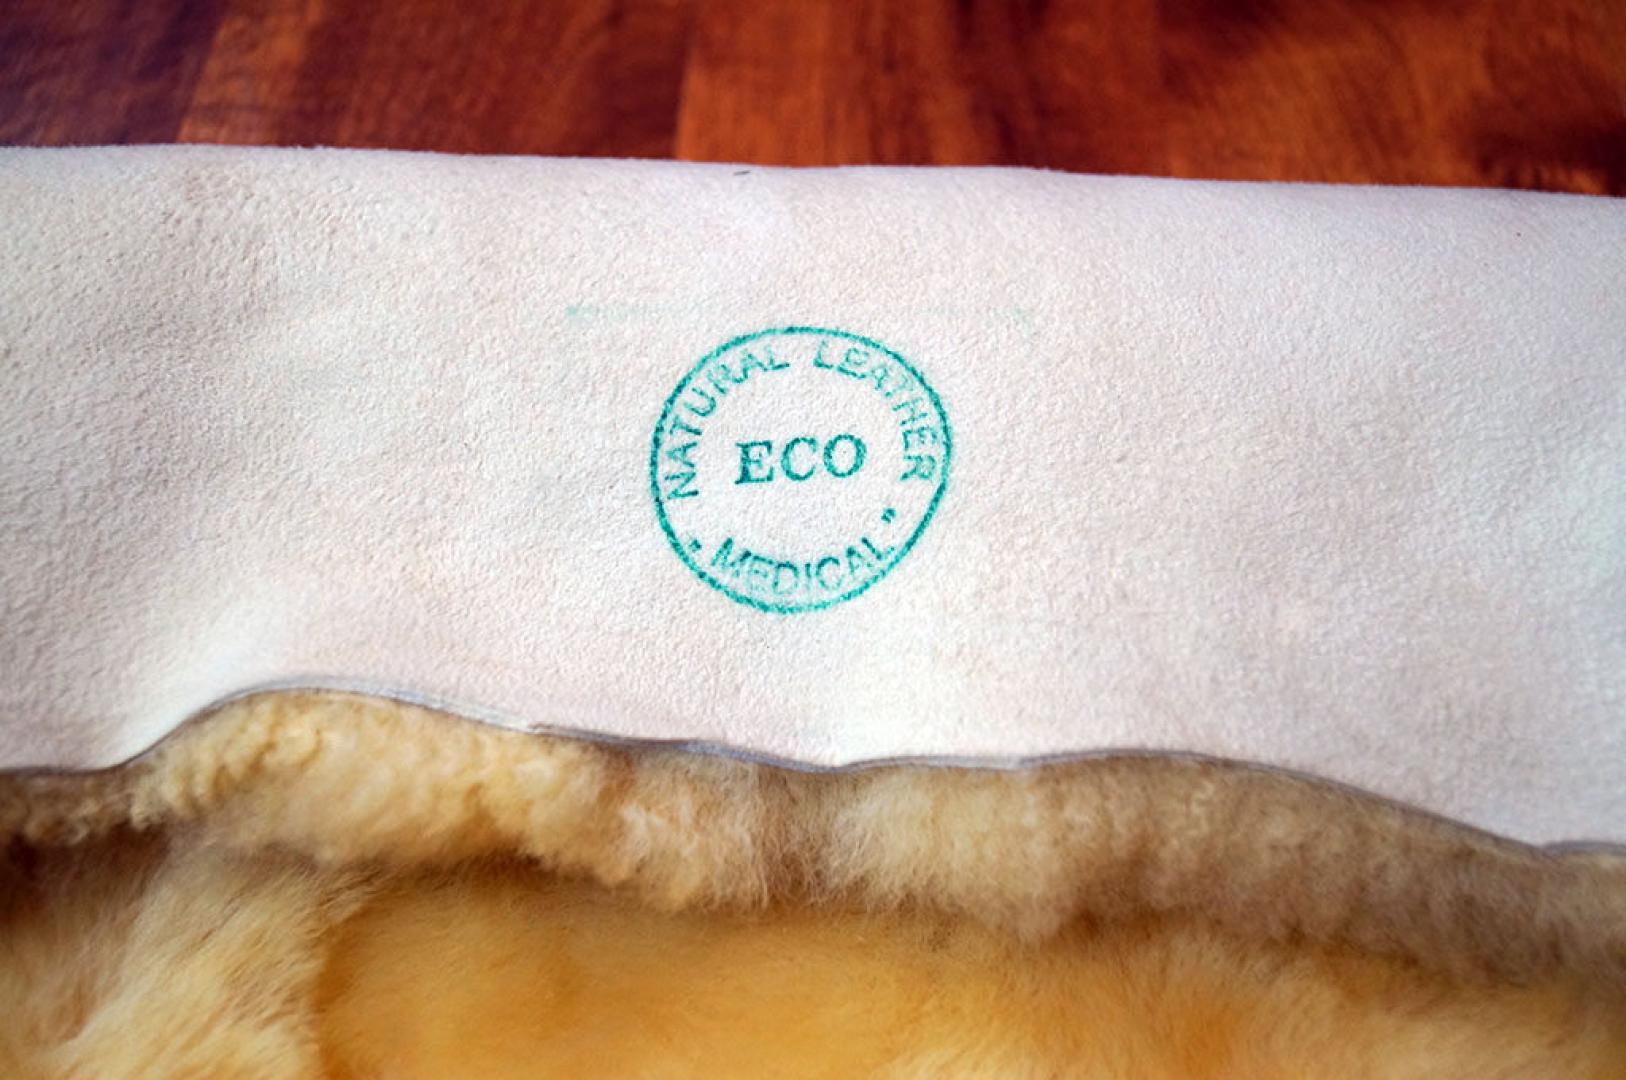 NATURAL LEATHER
ECO
" MEDICAL "